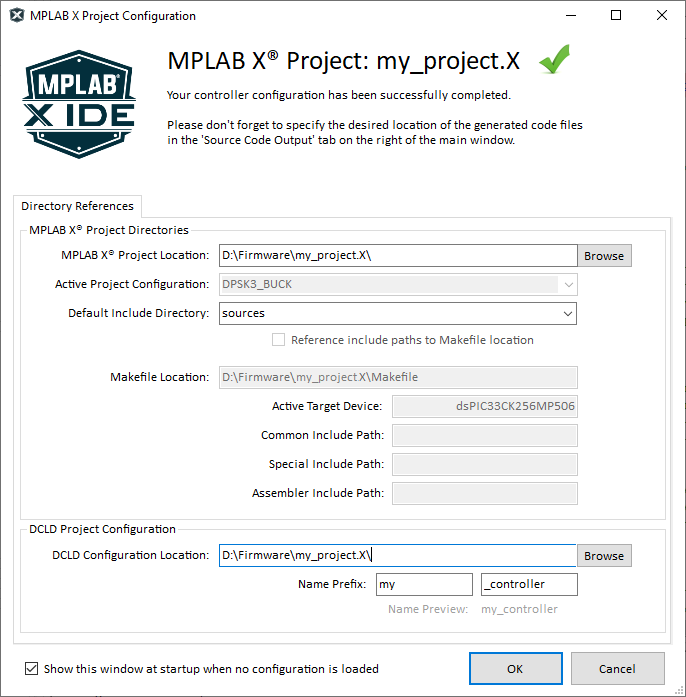 MPLAB X Project Configuration
MPLAB®
X IDE
MPLAB X® Project: my_project.X
Your controller configuration has been successfully completed.
Please don't forget to specify the desired location of the generated code files
in the 'Source Code Output' tab on the right of the main window.
Directory References
MPLAB X® Project Directories
MPLAB X® Project Location: D:\Firmware\my_project.X\ Browse
Active Project Configuration: DPSK3_BUCK
Default Include Directory: sources
Reference include paths to Makefile location
Makefile Location: D:\Firmware\my_project.X\Makefile
Active Target Device: dsPIC33CK256MP506
Common Include Path:
Special Include Path:
Assembler Include Path:
DCLD Project Configuration
DCLD Configuration Location: D:\Firmware\my_project.X\ Browse
Name Prefix: my _controller
Name Preview: my_controller
Show this window at startup when no configuration is loaded OK Cancel